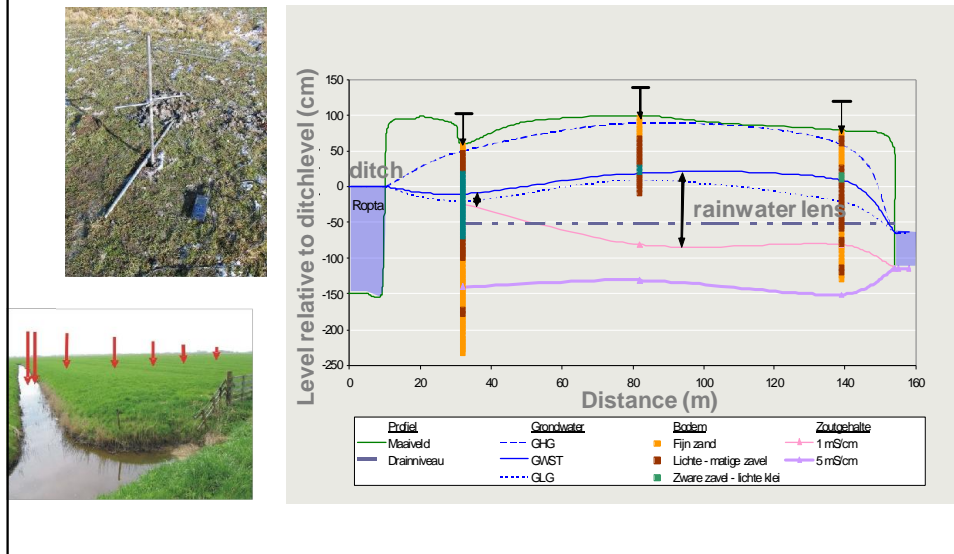 Level relative to ditchlevel (cm)
150
100
50
0
-50
-100
-150
-200
-250
ditch
Ropta
rainwater lens
0
20
40
60
80
100
120
140
160
Distance (m)
Profiel
Maaiveld
Drainniveau
Grondwater
GHG
GWST
GLG
Bodem
Fijn zand
Lichte - matige zavel
Zware zavel - lichte klei
Zoutgehalte
1 mS/cm
5 mS/cm